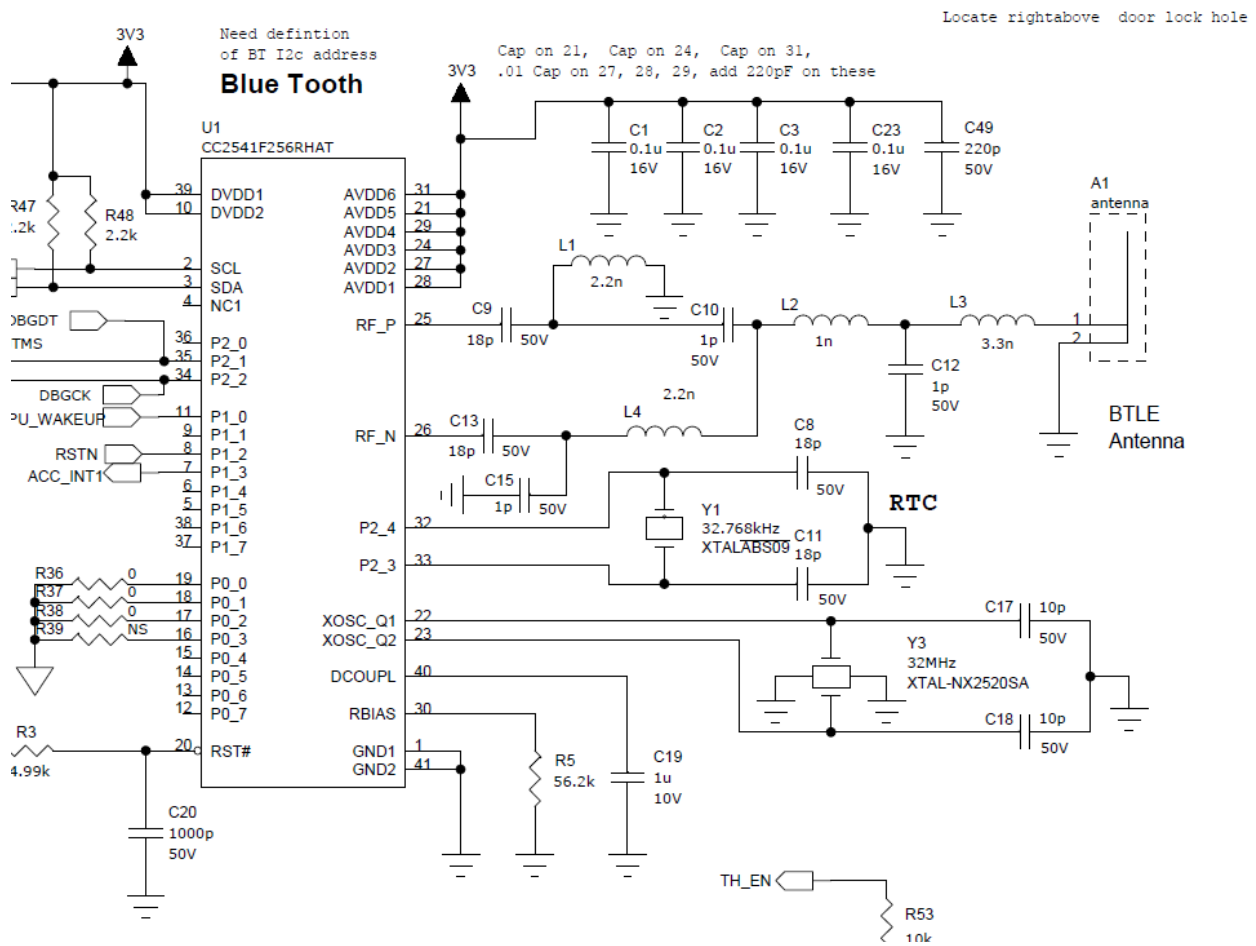 Locate rightabove  door lock hole
3V3
Need defintion
of BT I2c address
Blue Tooth
Cap on 21,  Cap on 24,  Cap on 31,
.01 Cap on 27, 28, 29, add 220pF on these
3V3
U1
CC2541F256RHAT
C1
0.1u
16V
C2
0.1u
16V
C3
0.1u
16V
C23
0.1u
16V
C49
220p
50V
A1
antenna
R47
2.2k
R48
2.2k
39 DVDD1
10 DVDD2
2 SCL
3 SDA
4 NC1
36 P2_0
35 P2_1
34 P2_2
11 P1_0
9 P1_1
8 P1_2
7 P1_3
6 P1_4
5 P1_5
38 P1_6
37 P1_7
19 P0_0
18 P0_1
17 P0_2
16 P0_3
15 P0_4
14 P0_5
13 P0_6
12 P0_7
20 RST#
AVDD6 31
AVDD5 21
AVDD4 29
AVDD3 24
AVDD2 27
AVDD1 28
RF_P 25
RF_N 26
P2_4 32
P2_3 33
XOSC_Q1 22
XOSC_Q2 23
DCOUPL 40
RBIAS 30
GND1 1
GND2 41
DBGDT
TMS
DBGCK
PU_WAKEUP
RSTN
ACC_INT1
R36 0
R37 0
R38 0
R39 NS
R3
4.99k
C20
1000p
50V
L1
2.2n
C9
18p 50V
C10
1p
50V
L2
1n
L3
3.3n
1
2
C12
1p
50V
BTLE
Antenna
2.2n
L4
C13
18p 50V
C15
1p 50V
C8
18p
50V
Y1
32.768kHz
XTALABS09
C11
18p
50V
RTC
C17 10p
50V
Y3
32MHz
XTAL-NX2520SA
C18 10p
50V
R5
56.2k
C19
1u
10V
TH_EN
R53
10k